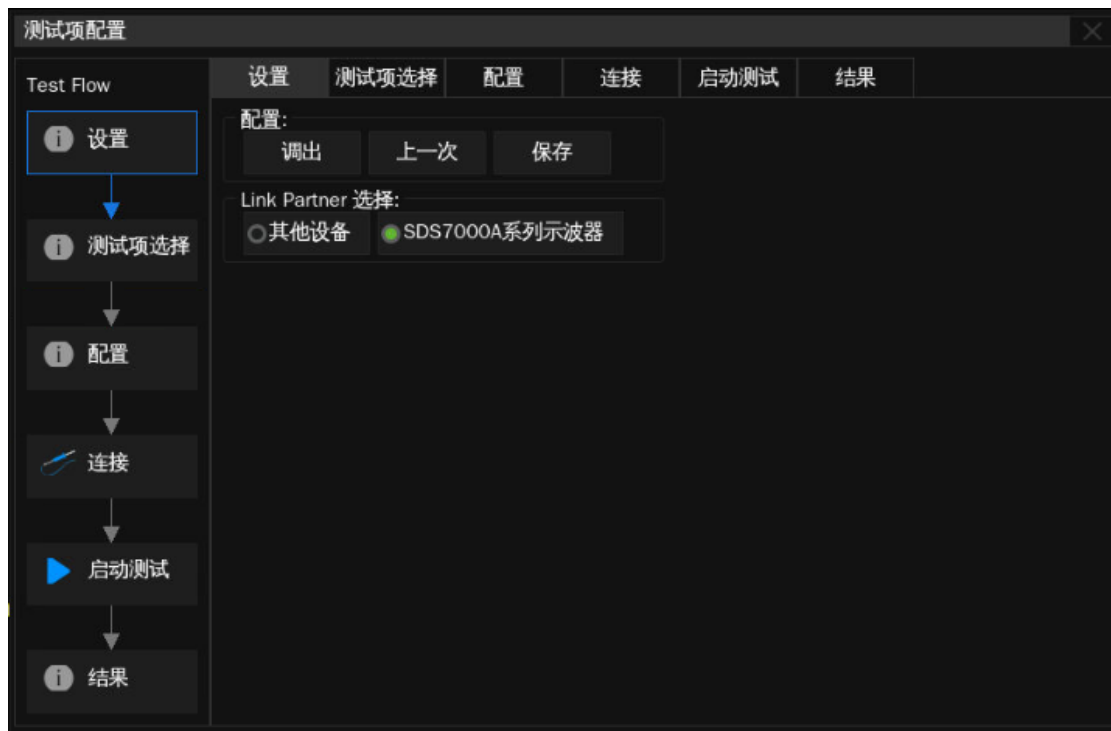 测试项配置
Test Flow
设置
测试项选择
配置
连接
启动测试
结果
设置 测试项选择 配置 连接 启动测试 结果
配置:
调出 上一次 保存
Link Partner 选择:
其他设备 SDS7000A系列示波器